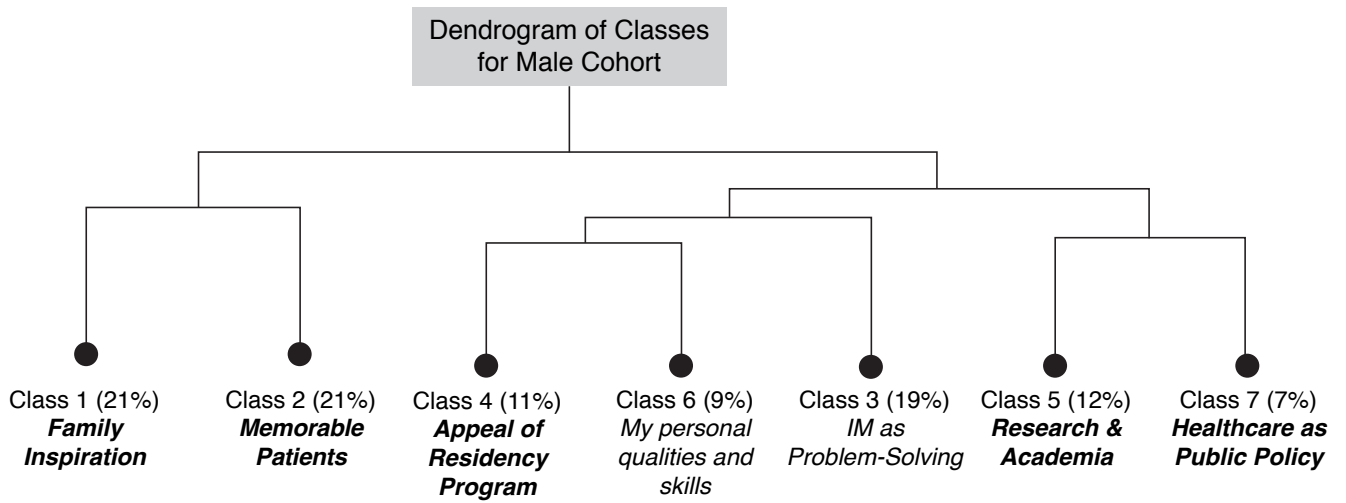 Dendrogram of Classes
for Male Cohort
Class 1 (21%)
Family
Inspiration
Class 2 (21%)
Memorable
Patients
Class 4 (11%)
Appeal of
Residency
Program
Class 6 (9%)
My personal
qualities and
skills
Class 3 (19%)
IM as
Problem-Solving
Class 5 (12%)
Research &
Academia
Class 7 (7%)
Healthcare as
Public Policy